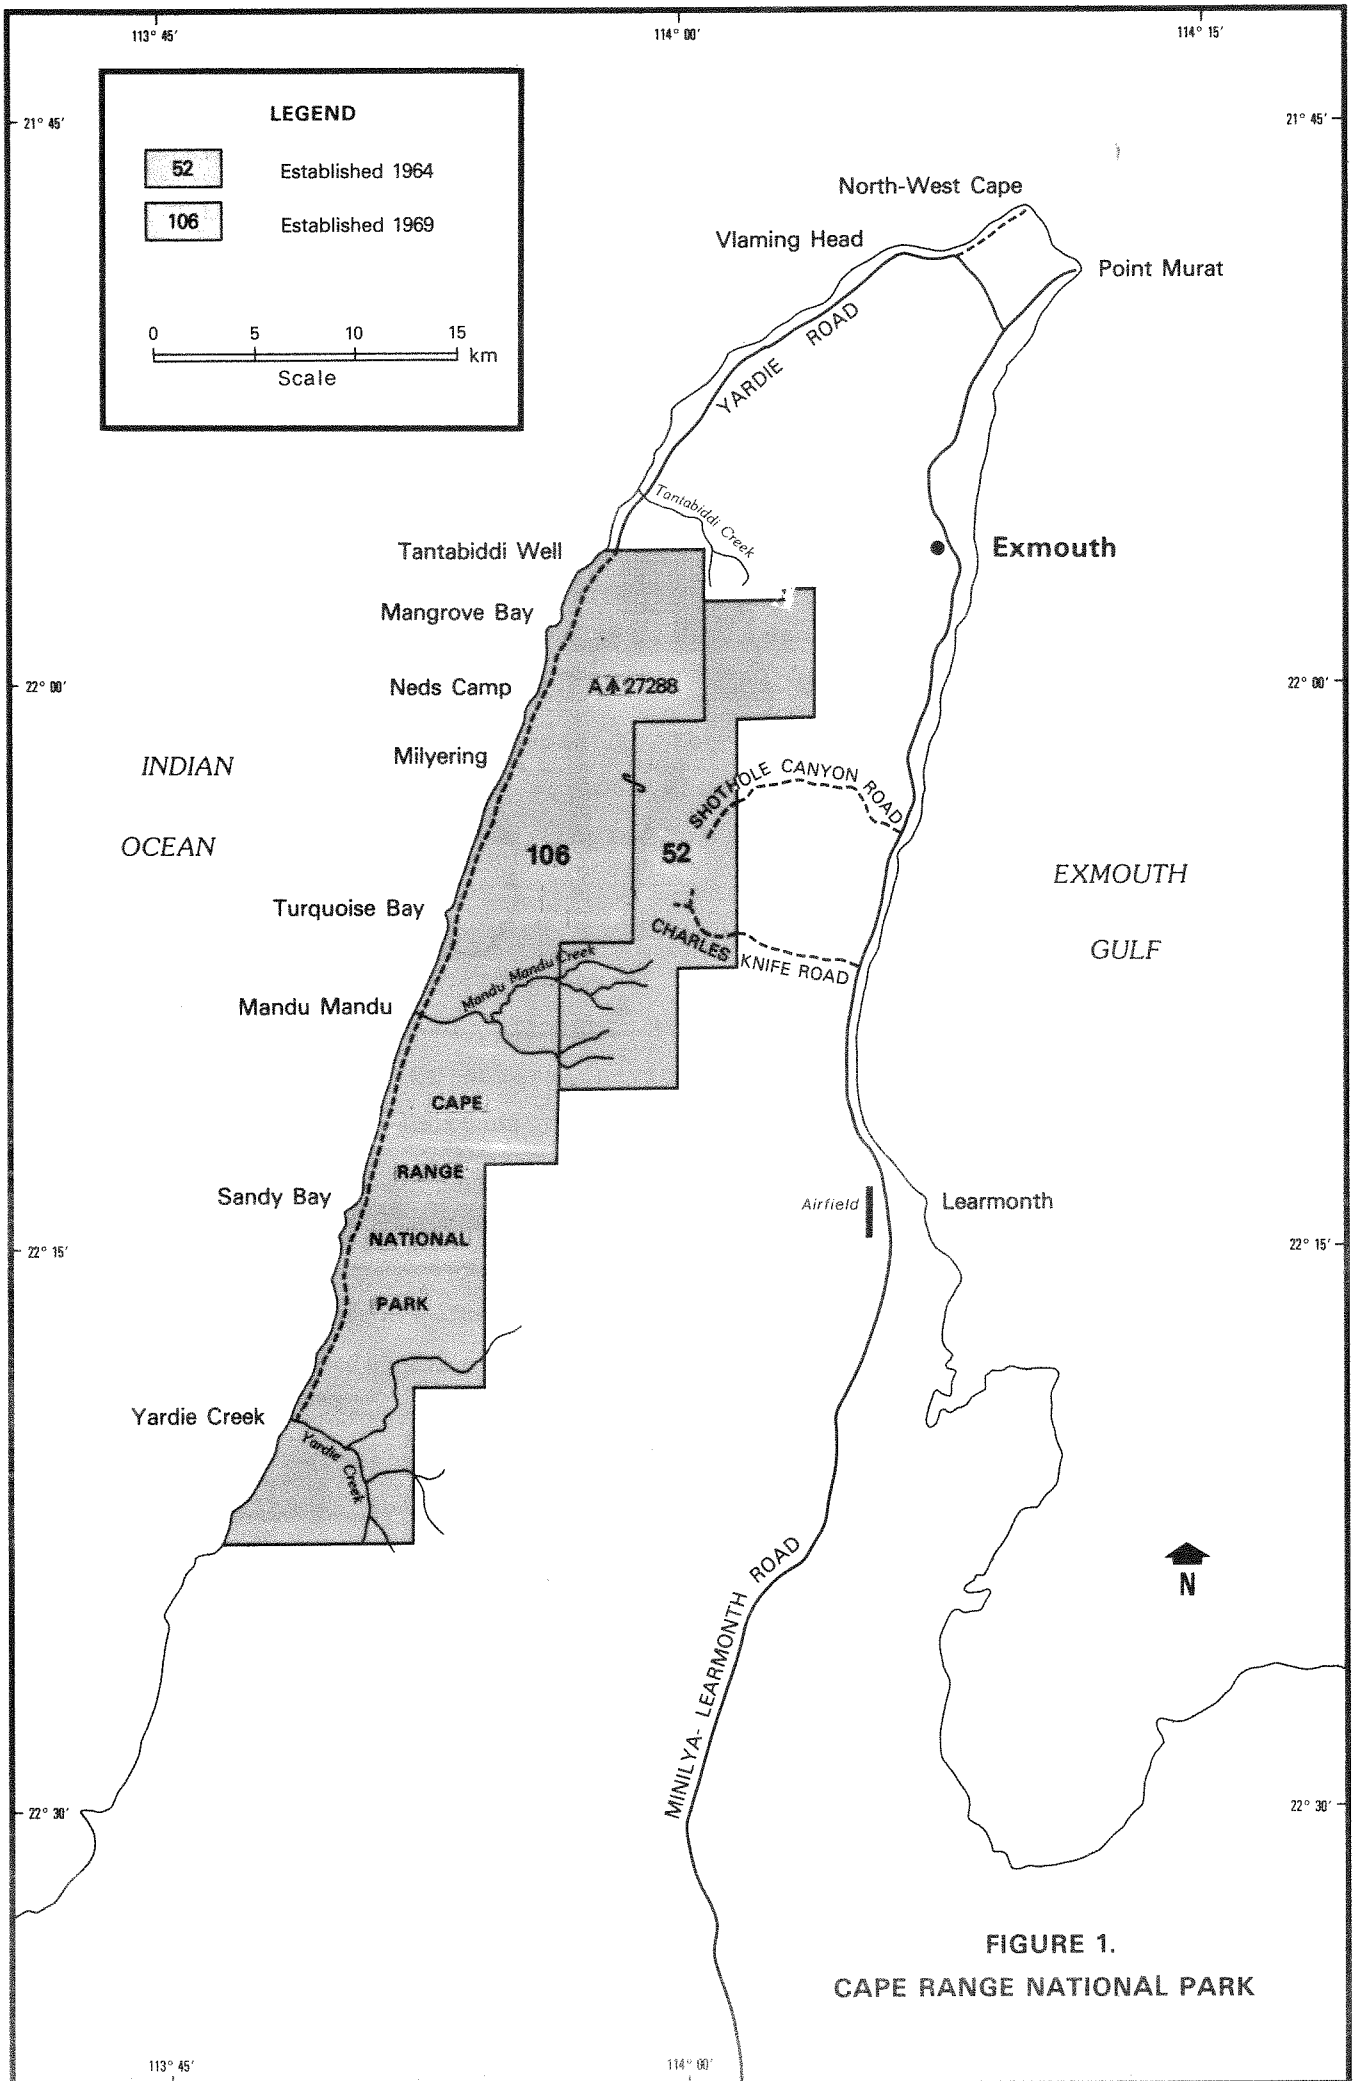 113° 45′
114° 00′
114° 15′
21° 45′
21° 45′
LEGEND
52 Established 1964
106 Established 1969
0 5 10 15 km
Scale
North-West Cape
Vlaming Head
Point Murat
YARDIE ROAD
Tantabiddi Creek
Tantabiddi Well
Exmouth
Mangrove Bay
Neds Camp
A 27288
22° 00′
22° 00′
Milyering
INDIAN
OCEAN
SHOTHOLE CANYON ROAD
106
52
EXMOUTH
GULF
Turquoise Bay
CHARLES KNIFE ROAD
Mandu Mandu Creek
Mandu Mandu
CAPE
RANGE
NATIONAL
PARK
Sandy Bay
Airfield
Learmonth
22° 15′
22° 15′
Yardie Creek
Yardie Creek
MINILYA- LEARMONTH ROAD
N
22° 30′
22° 30′
FIGURE 1.
CAPE RANGE NATIONAL PARK
113° 45′
114° 00′